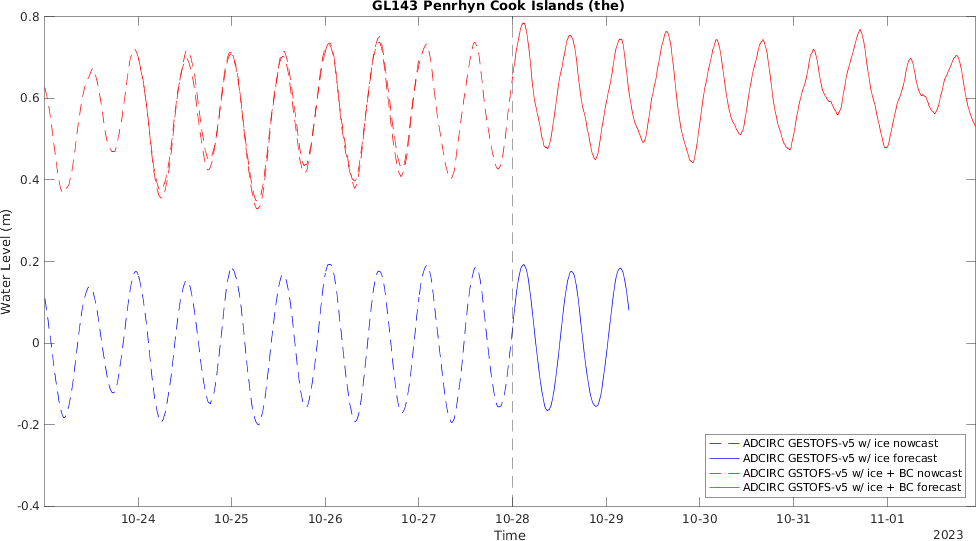 GL143 Penrhyn Cook Islands (the)
0.8
0.6
0.4
0.2
0
-0.2
-0.4
Water Level (m)
ADCIRC GESTOFS-v5 w/ ice nowcast
ADCIRC GESTOFS-v5 w/ ice forecast
ADCIRC GSTOFS-v5 w/ ice + BC nowcast
ADCIRC GSTOFS-v5 w/ ice + BC forecast
10-24 10-25 10-26 10-27 10-28 10-29 10-30 10-31 11-01
Time
2023